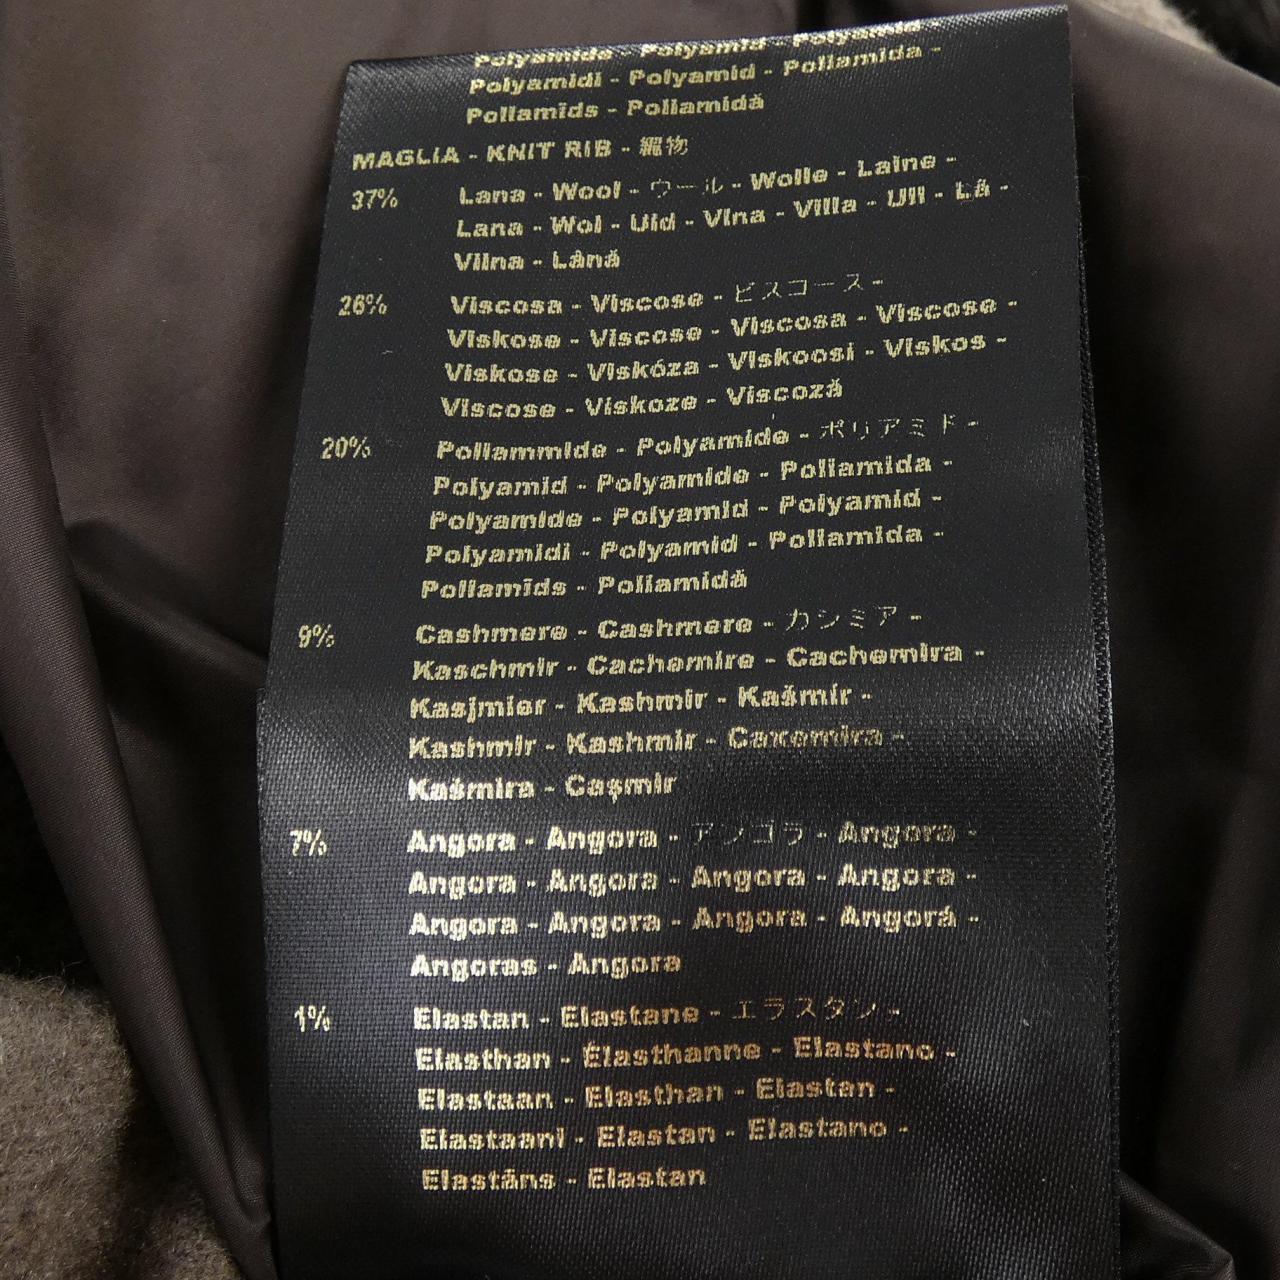 Polyamide - Polyamid - Polyamid -
Polyamidi - Polyamid - Poliamida -
Poliamīds - Poliamidă
MAGLIA - KNIT RIB - 編物
37% Lana - Wool - ウール - Wolle - Laine -
Lana - Wol - Uld - Vlna - Villa - Ull - Lã -
Vilna - Lână
26% Viscosa - Viscose - ビスコース -
Viskose - Viscose - Viscosa - Viscose -
Viskose - Viskóza - Viskoosi - Viskos -
Viscose - Viskoze - Viscoză
20% Poliammide - Polyamide - ポリアミド -
Polyamid - Polyamide - Poliamida -
Polyamide - Polyamid - Polyamid -
Polyamidi - Polyamid - Poliamida -
Poliamīds - Poliamidă
9% Cashmere - Cashmere - カシミア -
Kaschmir - Cachemire - Cachemira -
Kasjmier - Kashmir - Kašmír -
Kashmir - Kashmir - Caxemira -
Kašmira - Caşmir
7% Angora - Angora - アンゴラ - Angora -
Angora - Angora - Angora - Angora -
Angora - Angora - Angora - Angorá -
Angoras - Angora
1% Elastan - Elastane - エラスタン -
Elasthan - Élasthanne - Elastano -
Elastaan - Elasthan - Elastan -
Elastaani - Elastan - Elastano -
Elastāns - Elastan